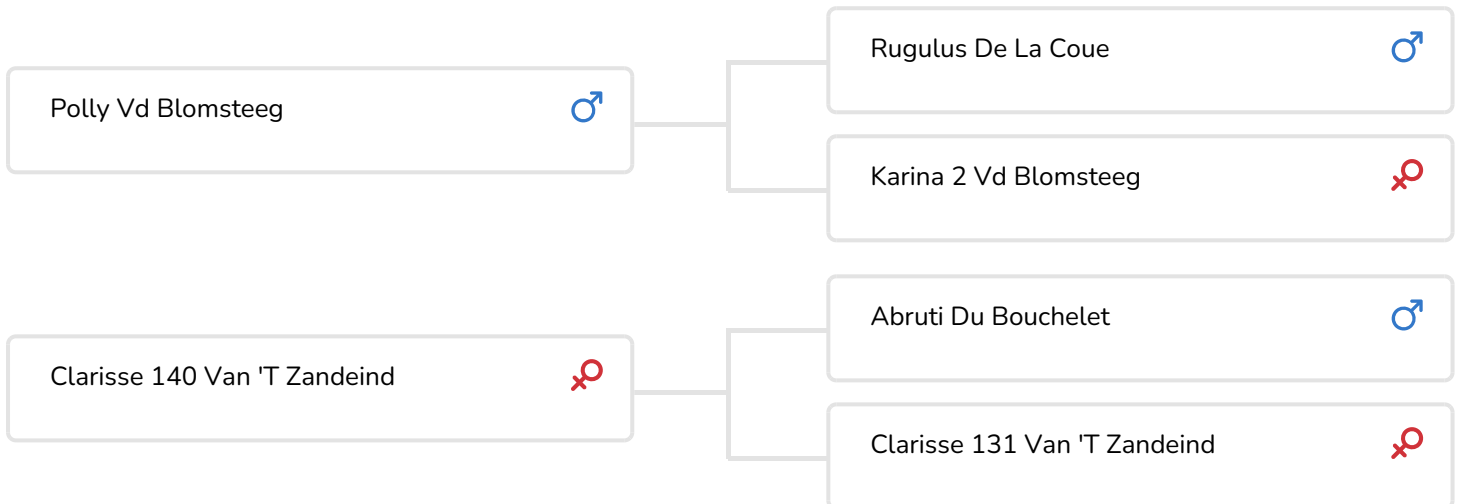 Rugulus De La Coue
Polly Vd Blomsteeg
Karina 2 Vd Blomsteeg
Abruti Du Bouchelet
Clarisse 140 Van 'T Zandeind
Clarisse 131 Van 'T Zandeind